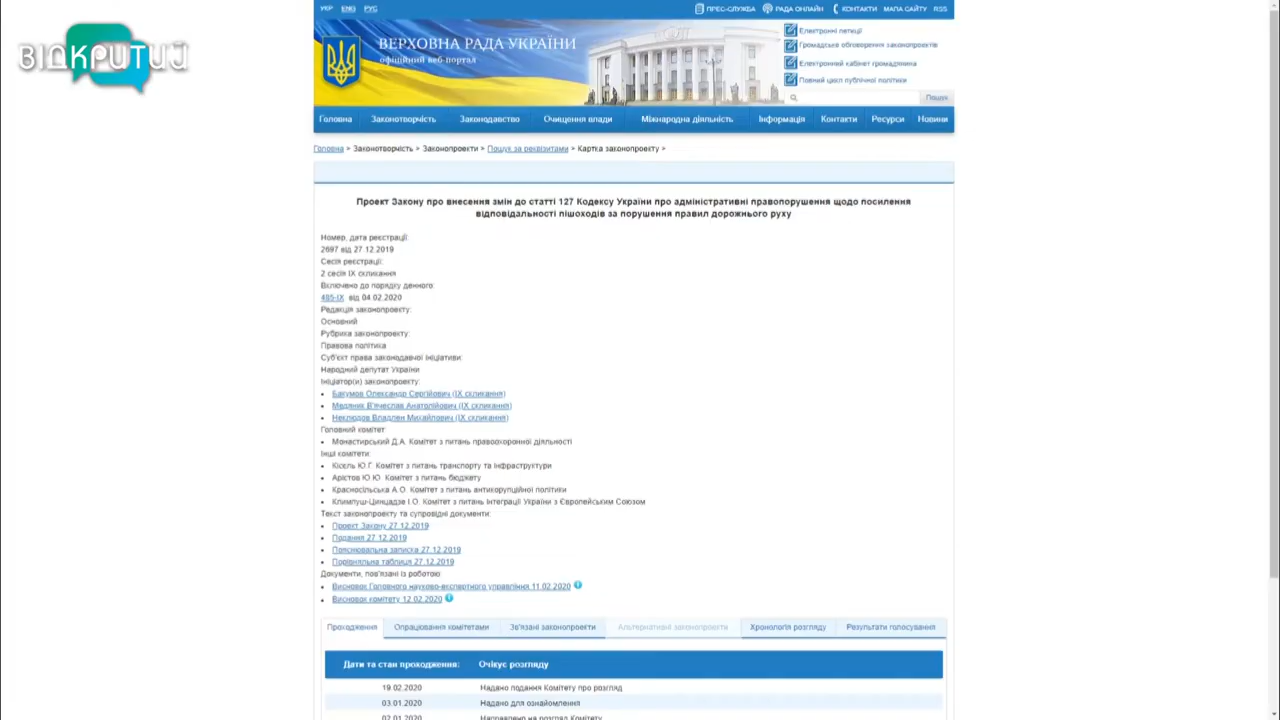 ВІДКРИТИЙ
УКР ENG РУС
ПРЕС-СЛУЖБА РАДА ОНЛАЙН КОНТАКТИ МАПА САЙТУ RSS
ВЕРХОВНА РАДА УКРАЇНИ
офіційний веб-портал
Електронні петиції
Громадське обговорення законопроектів
Електронний кабінет громадянина
Повний цикл публічної політики
Пошук
Головна Законотворчість Законодавство Очищення влади Міжнародна діяльність Інформація Контакти Ресурси Новини
Головна > Законотворчість > Законопроекти > Пошук за реквізитами > Картка законопроекту >
Проект Закону про внесення змін до статті 127 Кодексу України про адміністративні правопорушення щодо посилення
відповідальності пішоходів за порушення правил дорожнього руху
Номер, дата реєстрації:
2697 від 27.12.2019
Сесія реєстрації:
2 сесія IX скликання
Включено до порядку денного:
485-IX від 04.02.2020
Редакція законопроекту:
Основний
Рубрика законопроекту:
Правова політика
Суб'єкт права законодавчої ініціативи:
Народний депутат України
Ініціатор(и) законопроекту:
• Бакумов Олександр Сергійович (IX скликання)
• Медяник В'ячеслав Анатолійович (IX скликання)
• Неклюдов Владлен Михайлович (IX скликання)
Головний комітет:
• Монастирський Д.А. Комітет з питань правоохоронної діяльності
Інші комітети:
• Кісєль Ю.Г. Комітет з питань транспорту та інфраструктури
• Арістов Ю.Ю. Комітет з питань бюджету
• Красносільська А.О. Комітет з питань антикорупційної політики
• Климпуш-Цинцадзе І.О. Комітет з питань інтеграції України з Європейським Союзом
Текст законопроекту та супровідні документи:
• Проект Закону 27.12.2019
• Подання 27.12.2019
• Пояснювальна записка 27.12.2019
• Порівняльна таблиця 27.12.2019
Документи, пов'язані із роботою:
• Висновок Головного науково-експертного управління 11.02.2020
• Висновок комітету 12.02.2020
Проходження Опрацювання комітетами Зв'язані законопроекти Альтернативні законопроекти Хронологія розгляду Результати голосування
Дати та стан проходження: Очікує розгляду
19.02.2020 Надано подання Комітету про розгляд
03.01.2020 Надано для ознайомлення
02.01.2020 Направлено на розгляд Комітету